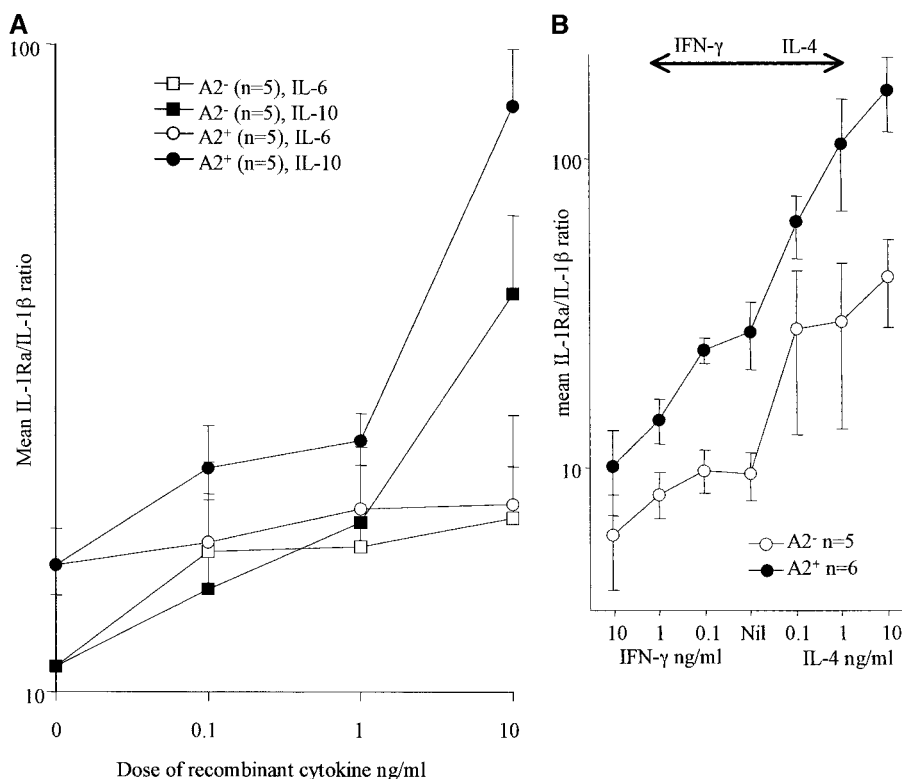 A
100
A2⁻ (n=5), IL-6
A2⁻ (n=5), IL-10
A2⁺ (n=5), IL-6
A2⁺ (n=5), IL-10
Mean IL-1Ra/IL-1β ratio
10
0 0.1 1 10
Dose of recombinant cytokine ng/ml
B
IFN-γ IL-4
100
mean IL-1Ra/IL-1β ratio
10
A2⁻ n=5
A2⁺ n=6
10 1 0.1 Nil 0.1 1 10
IFN-γ ng/ml IL-4 ng/ml